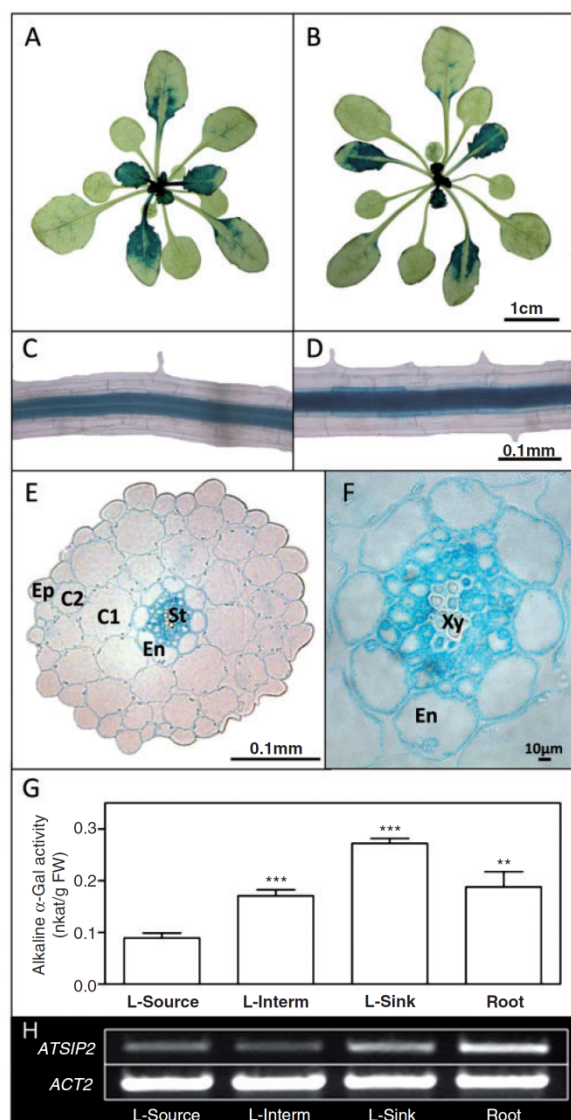 A
B
1cm
C
D
0.1mm
E
F
Ep
C2
C1
St
En
Xy
En
0.1mm
10μm
G
Alkaline α-Gal activity
(nkat/g FW)
0.3
0.2
0.1
0.0
***
***
**
L-Source L-Interm L-Sink Root
H
ATSIP2
ACT2
L-Source L-Interm L-Sink Root